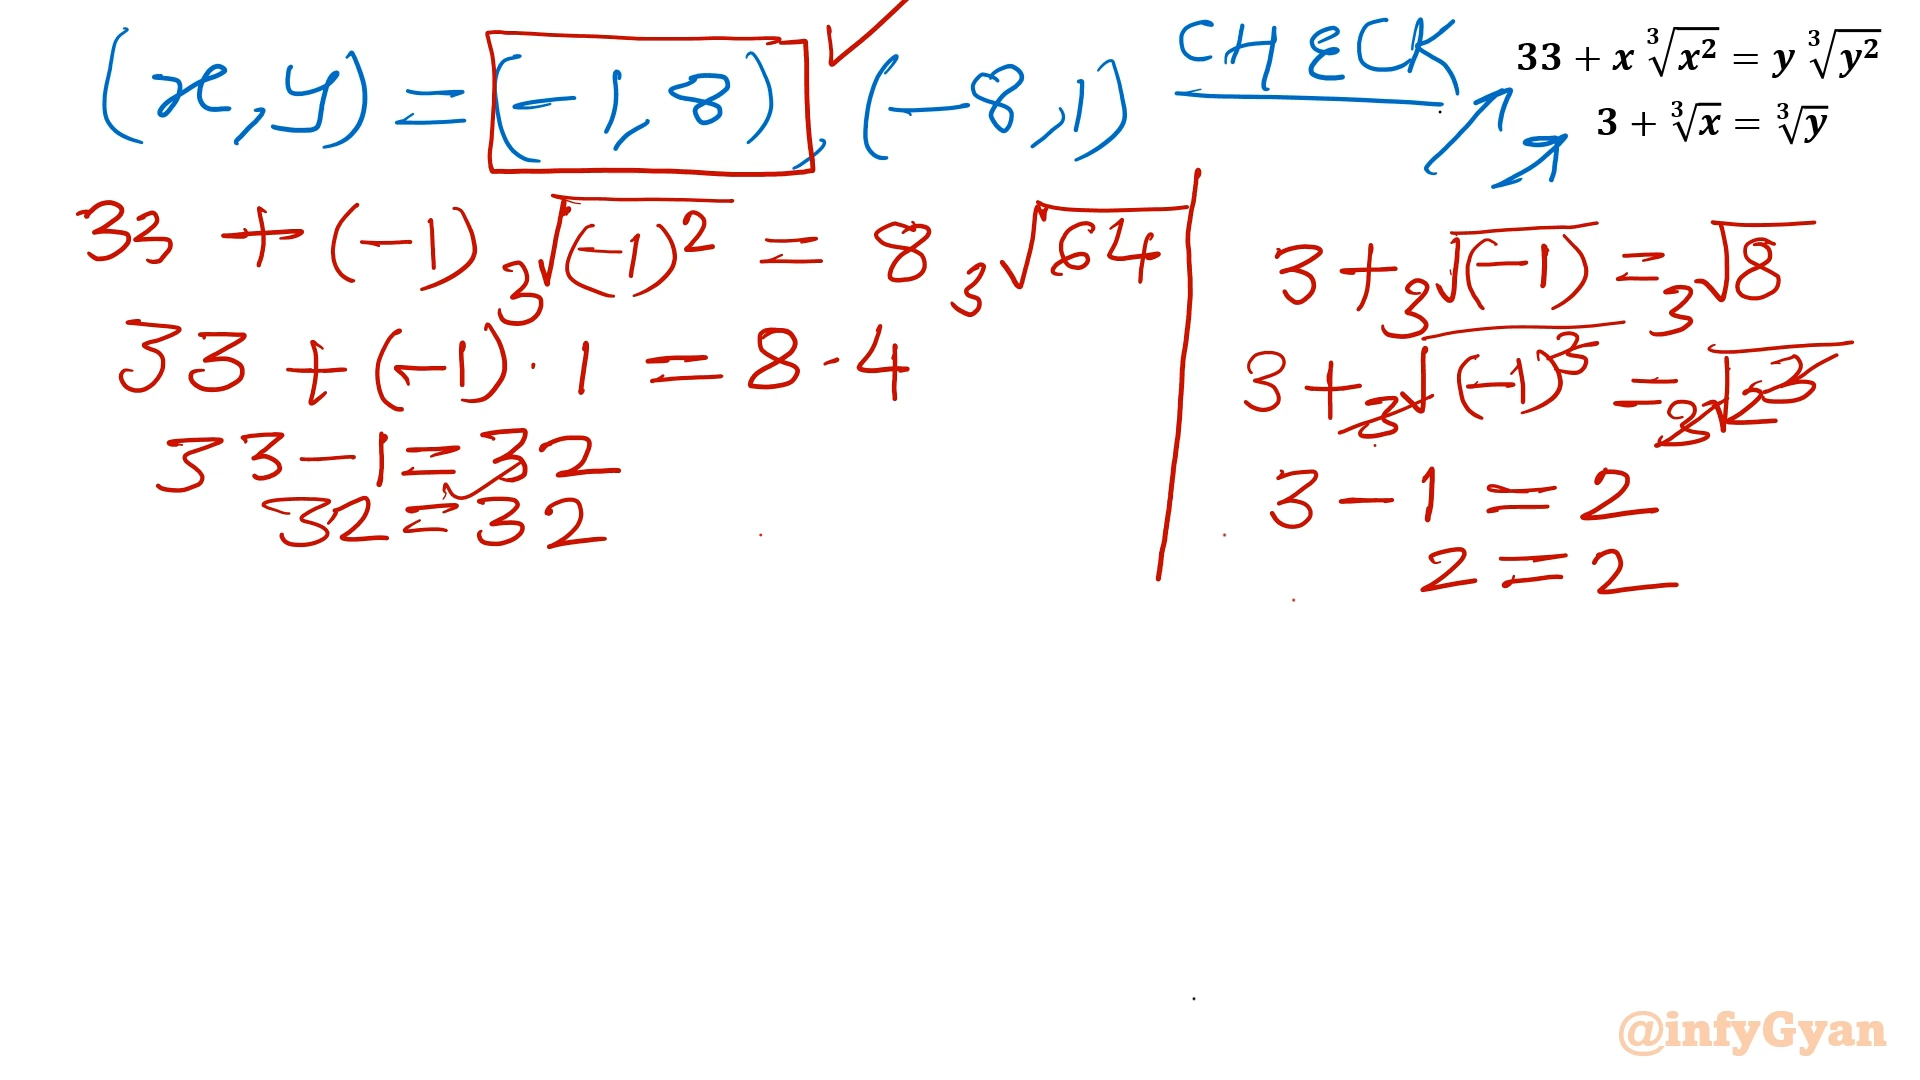 (x, y) = (-1, 8), (-8, 1)
CHECK
33 + x ∛x² = y ∛y²
3 + ∛x = ∛y
33 + (-1) ∛(-1)² = 8 ∛64
33 + (-1) · 1 = 8 · 4
33 - 1 = 32
32 = 32
3 + ∛(-1) = ∛8
3 + ∛(-1)³ = ∛2³
3 - 1 = 2
2 = 2
@infyGyan